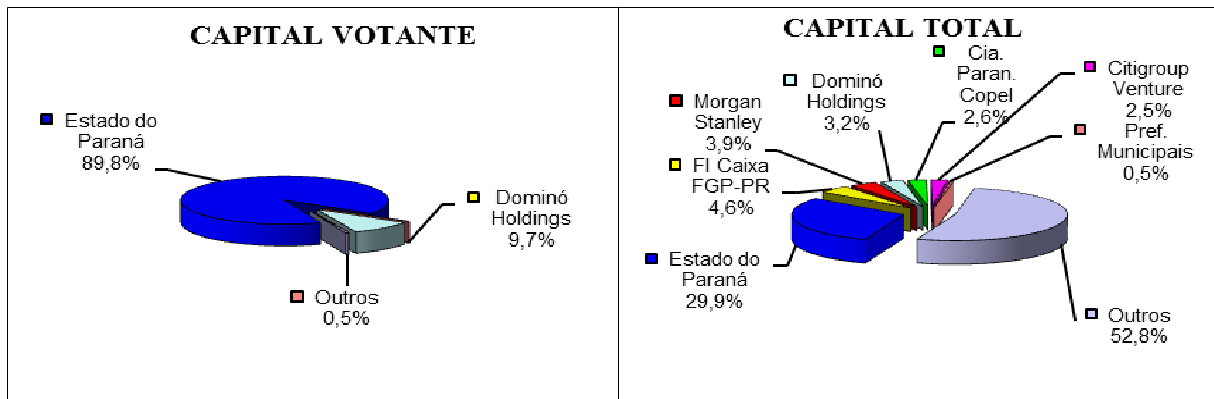 CAPITAL VOTANTE
Estado do
Paraná
89,8%
Dominó
Holdings
9,7%
Outros
0,5%
CAPITAL TOTAL
Cia.
Paran.
Copel
2,6%
Dominó
Holdings
3,2%
Citigroup
Venture
2,5%
Morgan
Stanley
3,9%
Pref.
Municipais
0,5%
FI Caixa
FGP-PR
4,6%
Estado do
Paraná
29,9%
Outros
52,8%